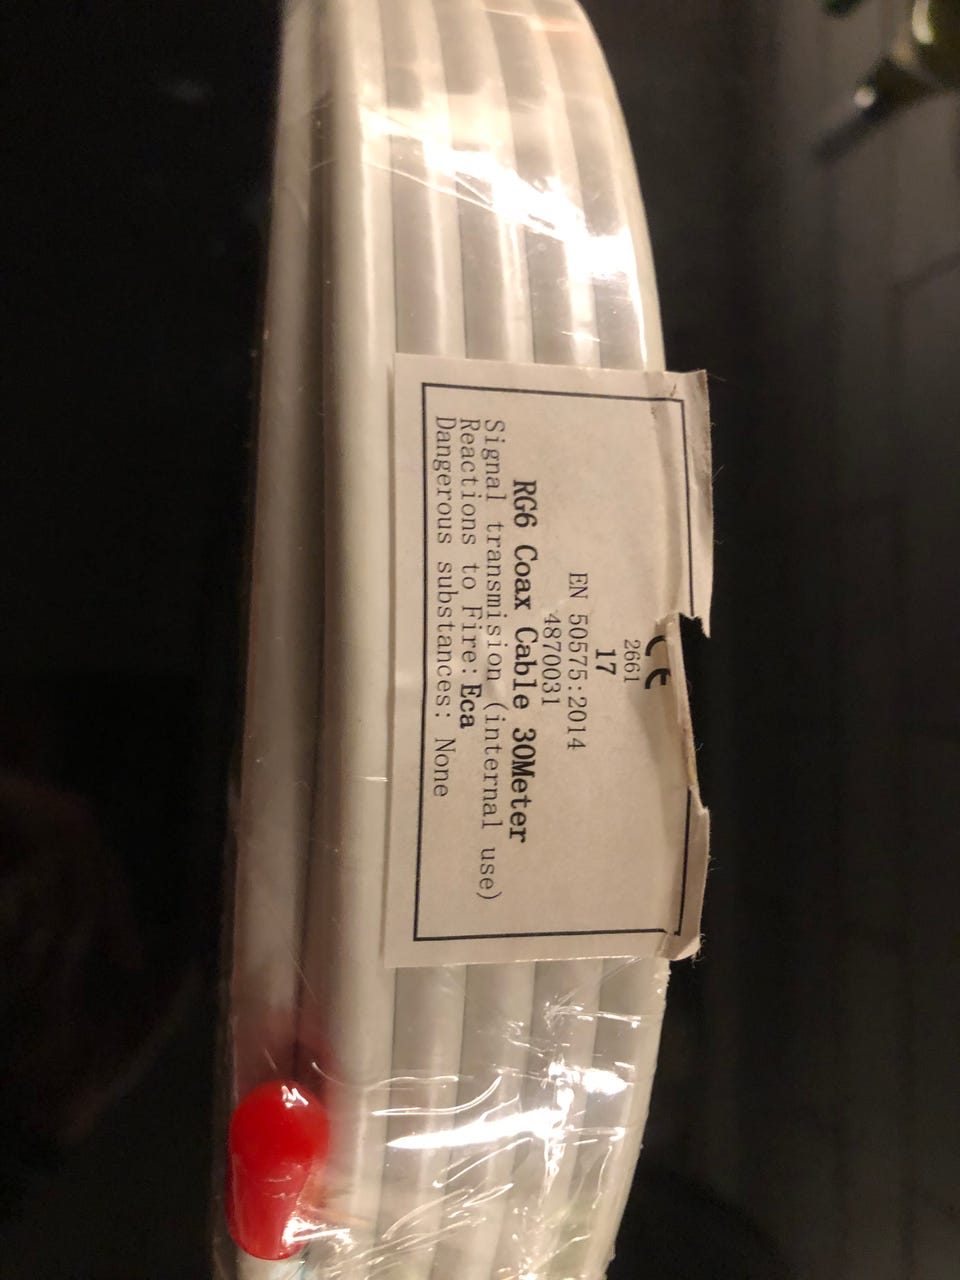 CE
2661
17
EN 50575:2014
4870031
RG6 Coax Cable 30Meter
Signal transmision (internal use)
Reactions to Fire: Eca
Dangerous substances: None